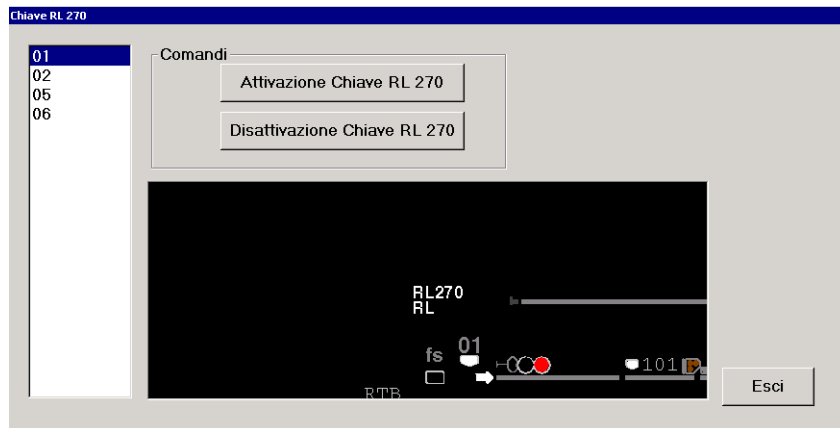 Chiave RL 270
01
02
05
06
Comandi
Attivazione Chiave RL 270
Disattivazione Chiave RL 270
RL270
RL
fs
01
101
RTB
Esci